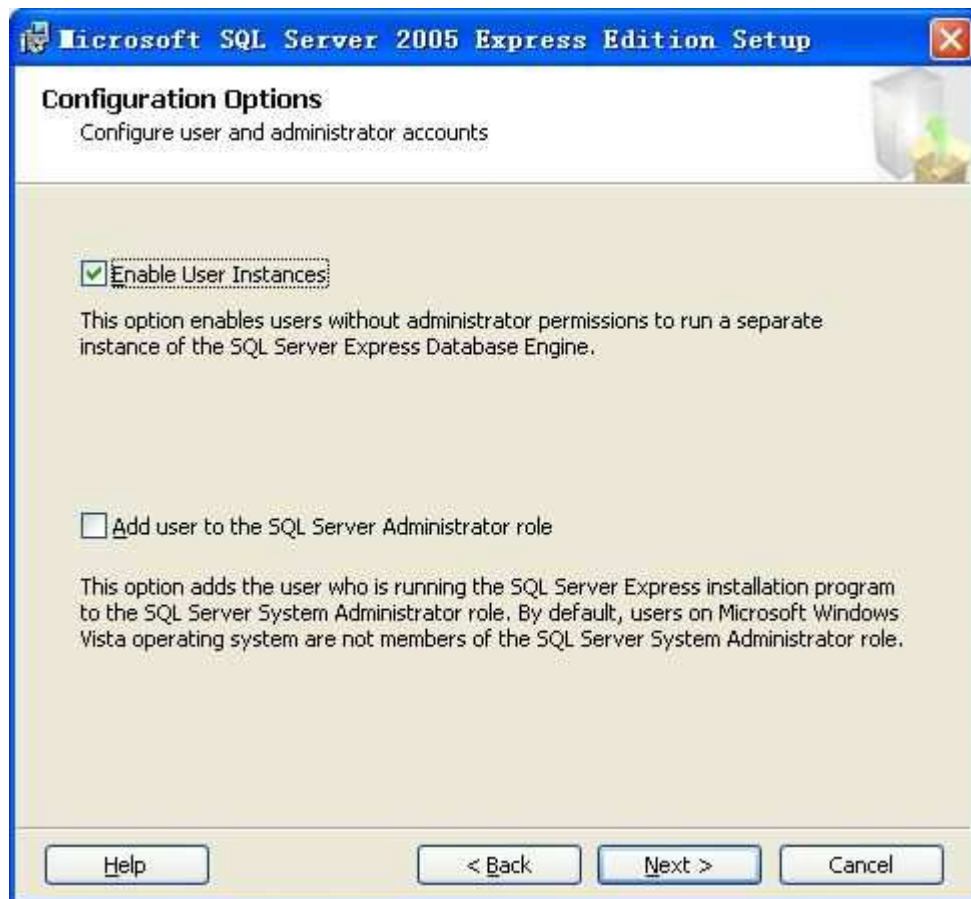 Microsoft SQL Server 2005 Express Edition Setup
Configuration Options
Configure user and administrator accounts
Enable User Instances
This option enables users without administrator permissions to run a separate
instance of the SQL Server Express Database Engine.
Add user to the SQL Server Administrator role
This option adds the user who is running the SQL Server Express installation program
to the SQL Server System Administrator role. By default, users on Microsoft Windows
Vista operating system are not members of the SQL Server System Administrator role.
Help
< Back
Next >
Cancel